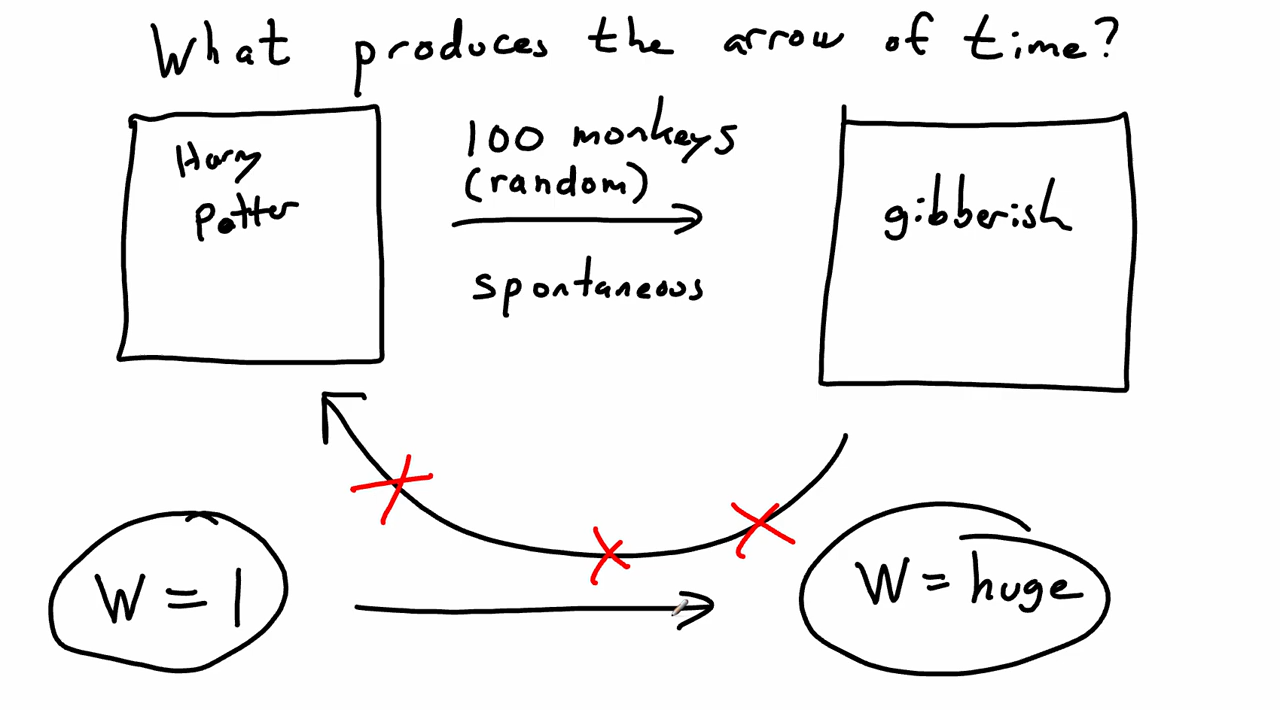 What produces the arrow of time?
Harry
Potter
100 monkeys
(random)
spontaneous
gibberish
W = 1
W = huge